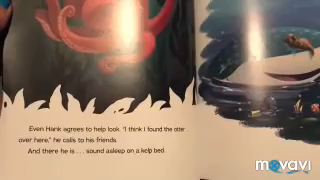 Even Hank agrees to help look. "I think I found the otter
over here," he calls to his friends.
And there he is . . . sound asleep on a kelp bed.
movavi